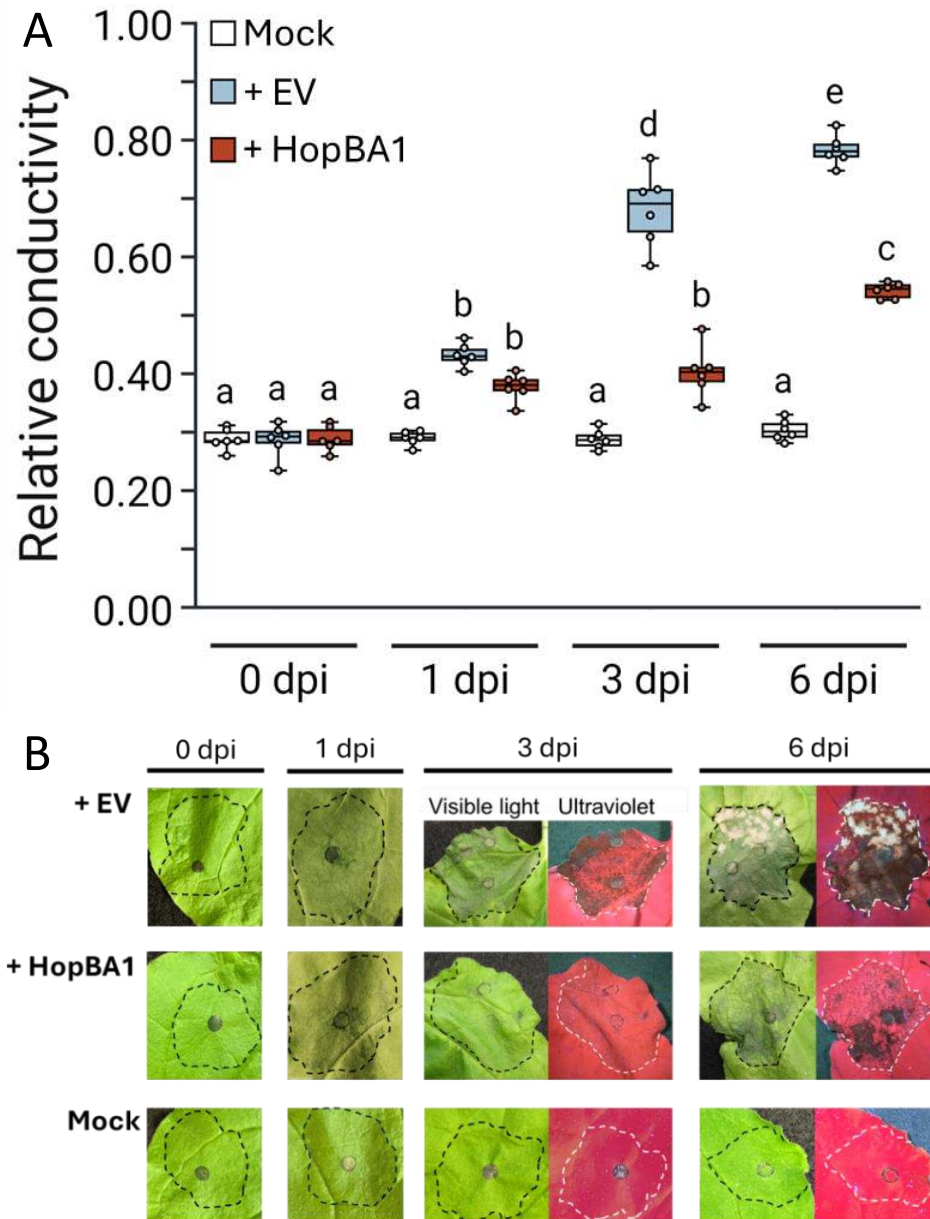 A
1.00
Mock
+ EV
+ HopBA1
0.80
0.60
0.40
0.20
0.00
Relative conductivity
a a a
a b b
a d b
a e c
0 dpi 1 dpi 3 dpi 6 dpi
B
0 dpi 1 dpi 3 dpi 6 dpi
+ EV
Visible light Ultraviolet
+ HopBA1
Mock